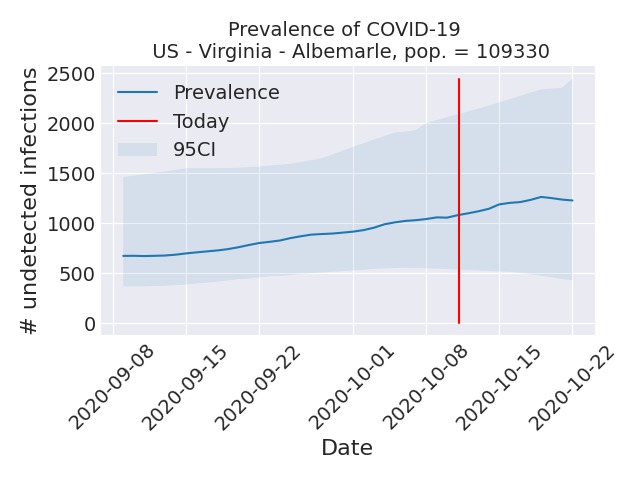 Prevalence of COVID-19
US - Virginia - Albemarle, pop. = 109330
# undetected infections
2500
2000
1500
1000
500
0
Prevalence
Today
95CI
2020-09-08
2020-09-15
2020-09-22
2020-10-01
2020-10-08
2020-10-15
2020-10-22
Date